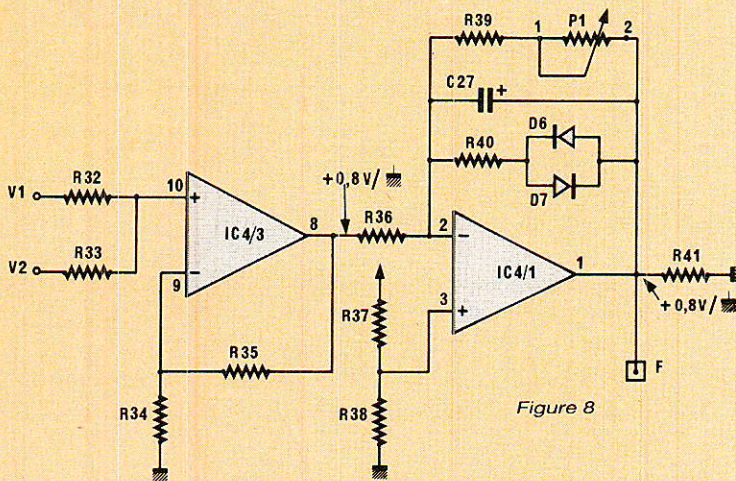 R39
1
P1
2
C27
+
R40
D6
D7
V1
R32
10
+
IC4/3
8
+0,8V/
R36
2
−
IC4/1
1
R41
+0,8V/
V2
R33
−
9
R35
R34
3
+
R37
R38
F
Figure 8